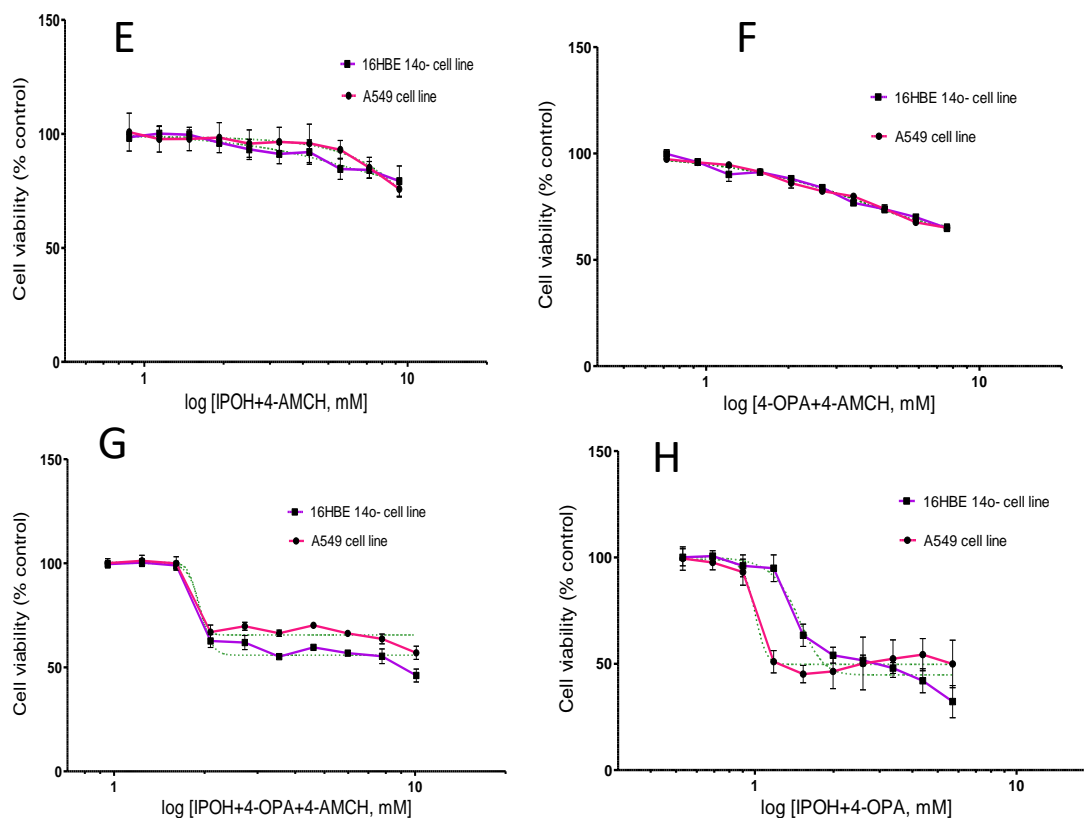 E
150
100
50
0
Cell viability (% control)
16HBE 14o- cell line
A549 cell line
1
10
log [IPOH+4-AMCH, mM]
F
150
100
50
0
Cell viability (% control)
16HBE 14o- cell line
A549 cell line
1
10
log [4-OPA+4-AMCH, mM]
G
150
100
50
0
Cell viability (% control)
16HBE 14o- cell line
A549 cell line
1
10
log [IPOH+4-OPA+4-AMCH, mM]
H
150
100
50
0
Cell viability (% control)
16HBE 14o- cell line
A549 cell line
1
10
log [IPOH+4-OPA, mM]